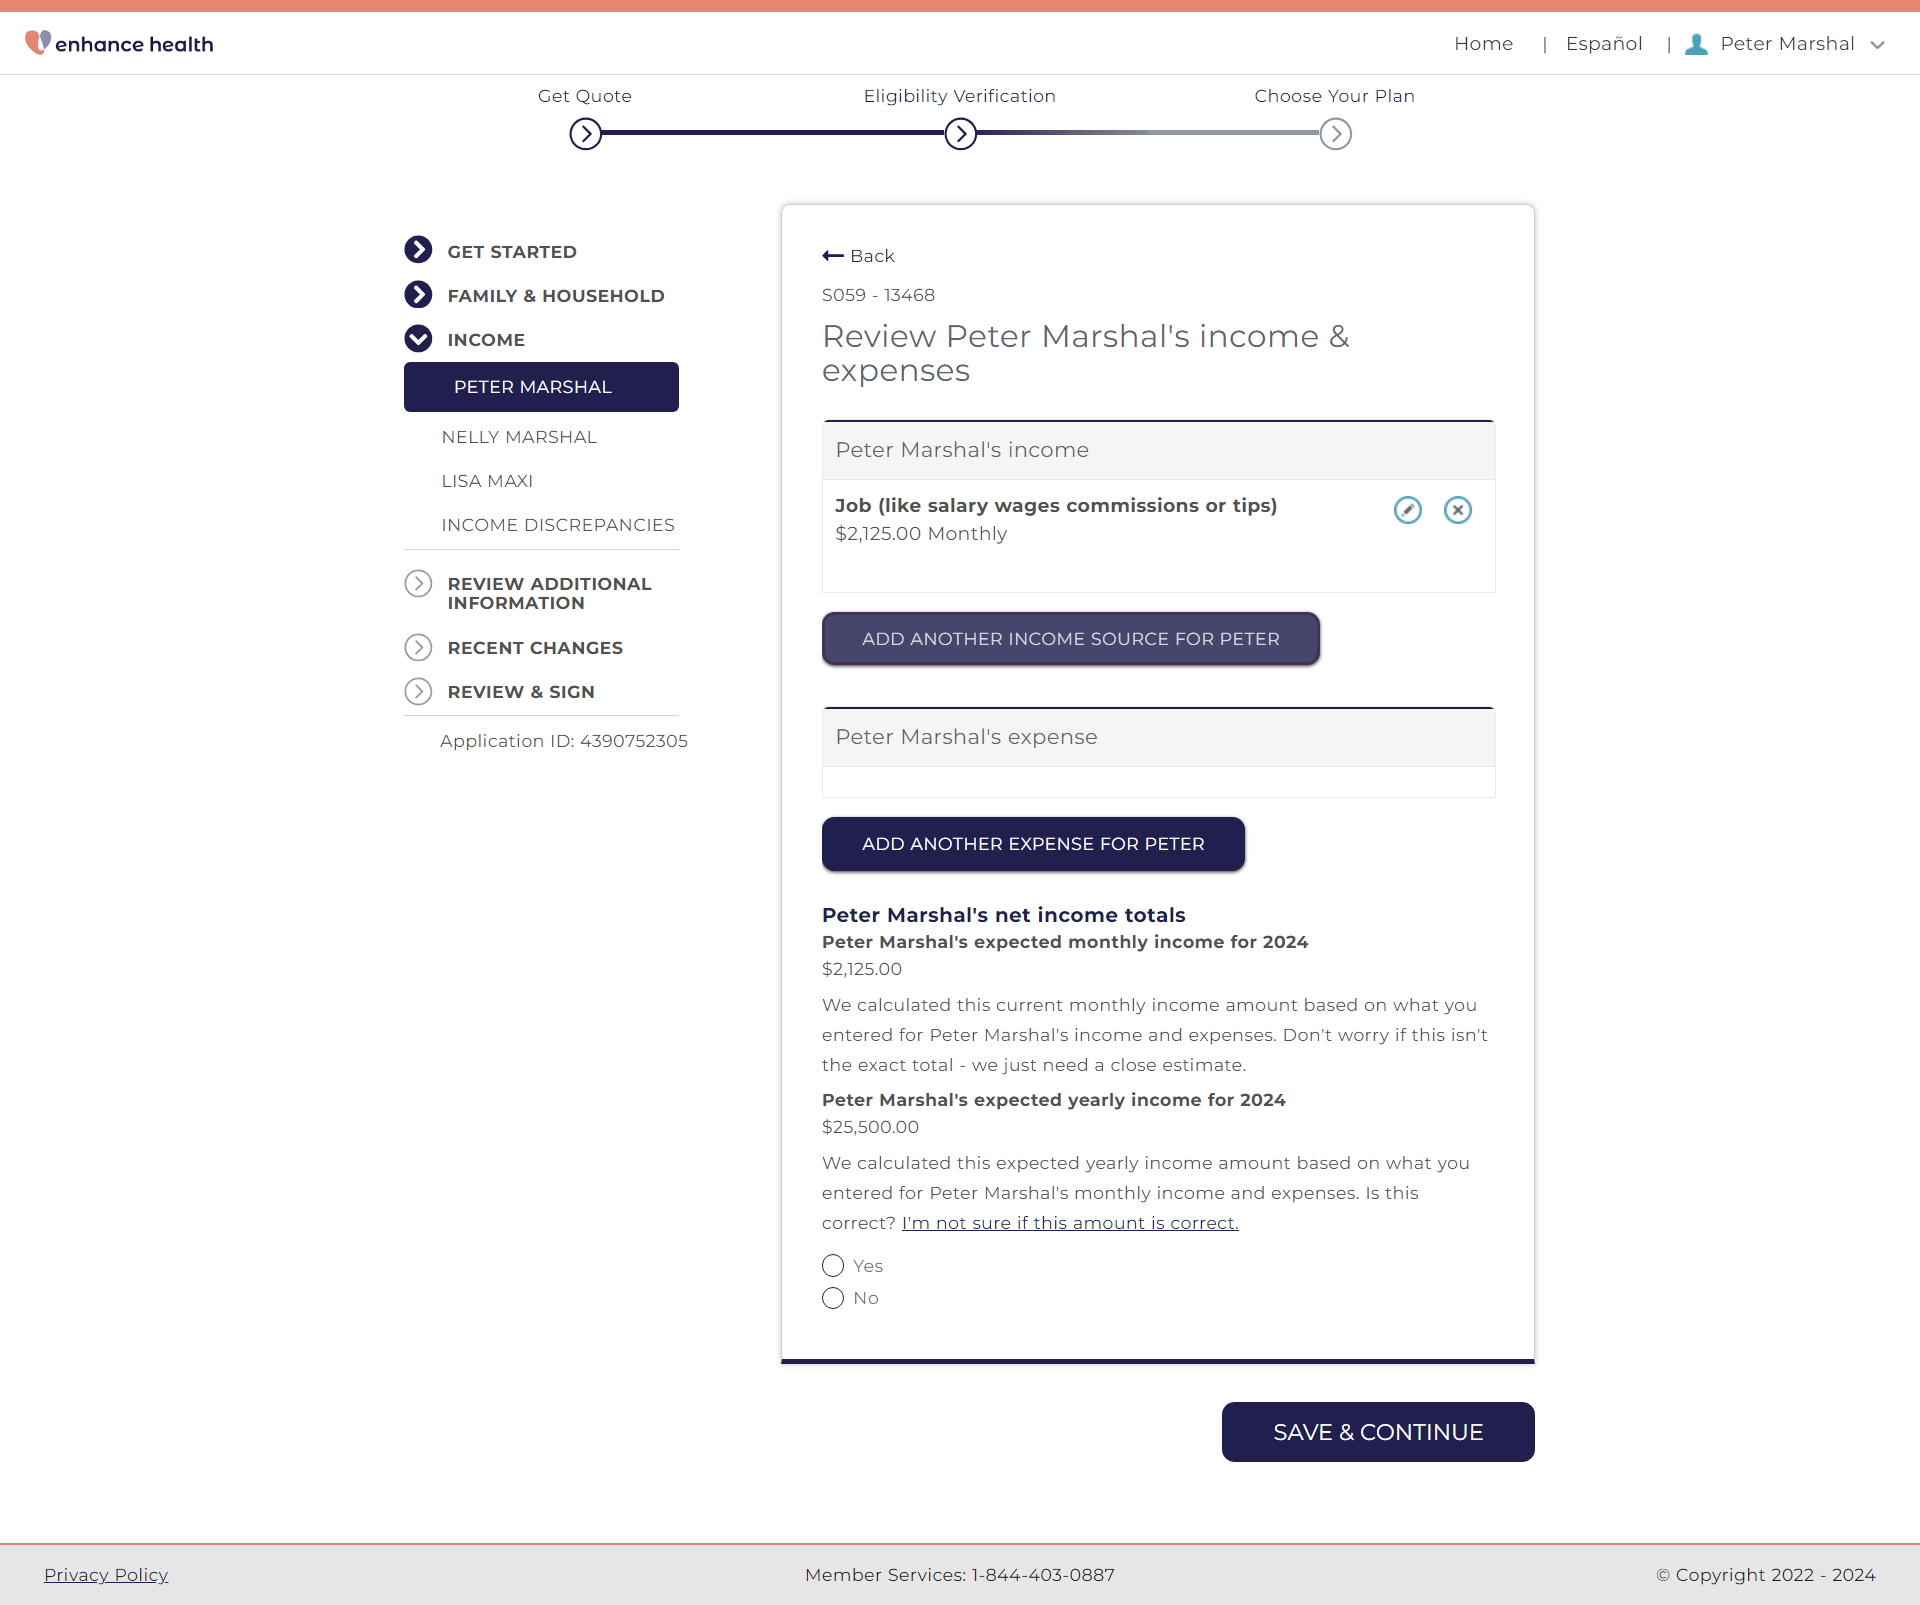 enhance health
Home | Español | Peter Marshal
Get Quote
Eligibility Verification
Choose Your Plan
GET STARTED
FAMILY & HOUSEHOLD
INCOME
PETER MARSHAL
NELLY MARSHAL
LISA MAXI
INCOME DISCREPANCIES
REVIEW ADDITIONAL
INFORMATION
RECENT CHANGES
REVIEW & SIGN
Application ID: 4390752305
Back
S059 - 13468
Review Peter Marshal's income &
expenses
Peter Marshal's income
Job (like salary wages commissions or tips)
$2,125.00 Monthly
ADD ANOTHER INCOME SOURCE FOR PETER
Peter Marshal's expense
ADD ANOTHER EXPENSE FOR PETER
Peter Marshal's net income totals
Peter Marshal's expected monthly income for 2024
$2,125.00
We calculated this current monthly income amount based on what you
entered for Peter Marshal's income and expenses. Don't worry if this isn't
the exact total - we just need a close estimate.
Peter Marshal's expected yearly income for 2024
$25,500.00
We calculated this expected yearly income amount based on what you
entered for Peter Marshal's monthly income and expenses. Is this
correct? I'm not sure if this amount is correct.
Yes
No
SAVE & CONTINUE
Privacy Policy
Member Services: 1-844-403-0887
© Copyright 2022 - 2024